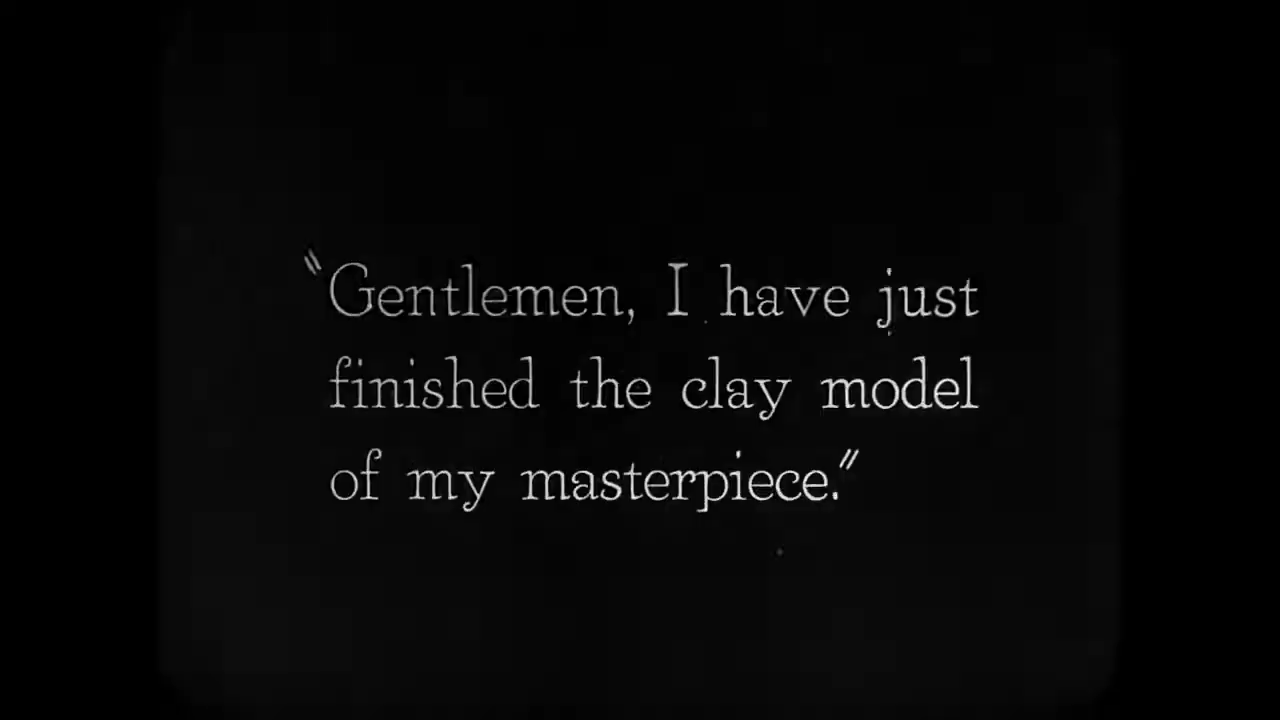 "Gentlemen, I have just
finished the clay model
of my masterpiece."